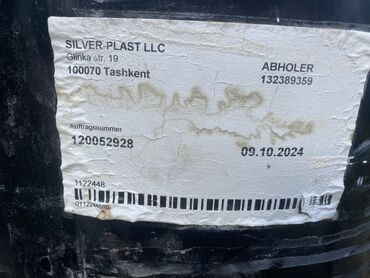 SILVER-PLAST LLC
Glinka str. 19
100070 Tashkent
ABHOLER
132389359
Auftragsnummer
120052928
09.10.2024
1122448